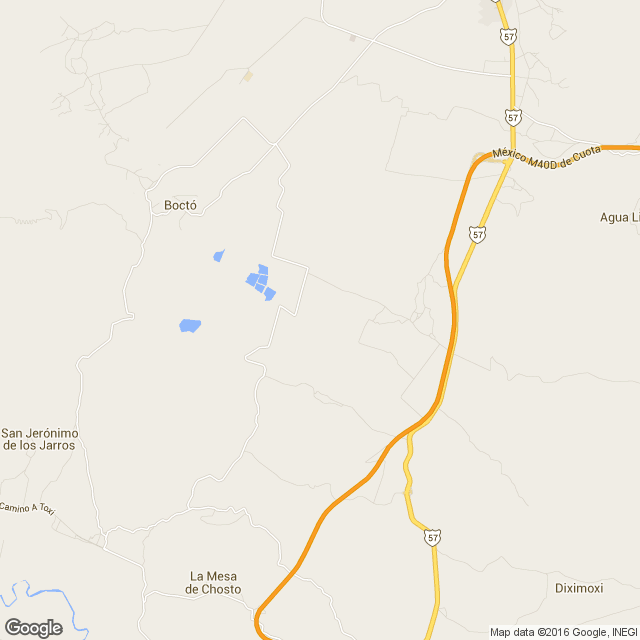 57
57
México M40D de Cuota
Boctó
Agua Li
57
San Jerónimo
de los Jarros
Camino A Toxi
57
La Mesa
de Chosto
Diximoxi
Google
Map data ©2016 Google, INEGI